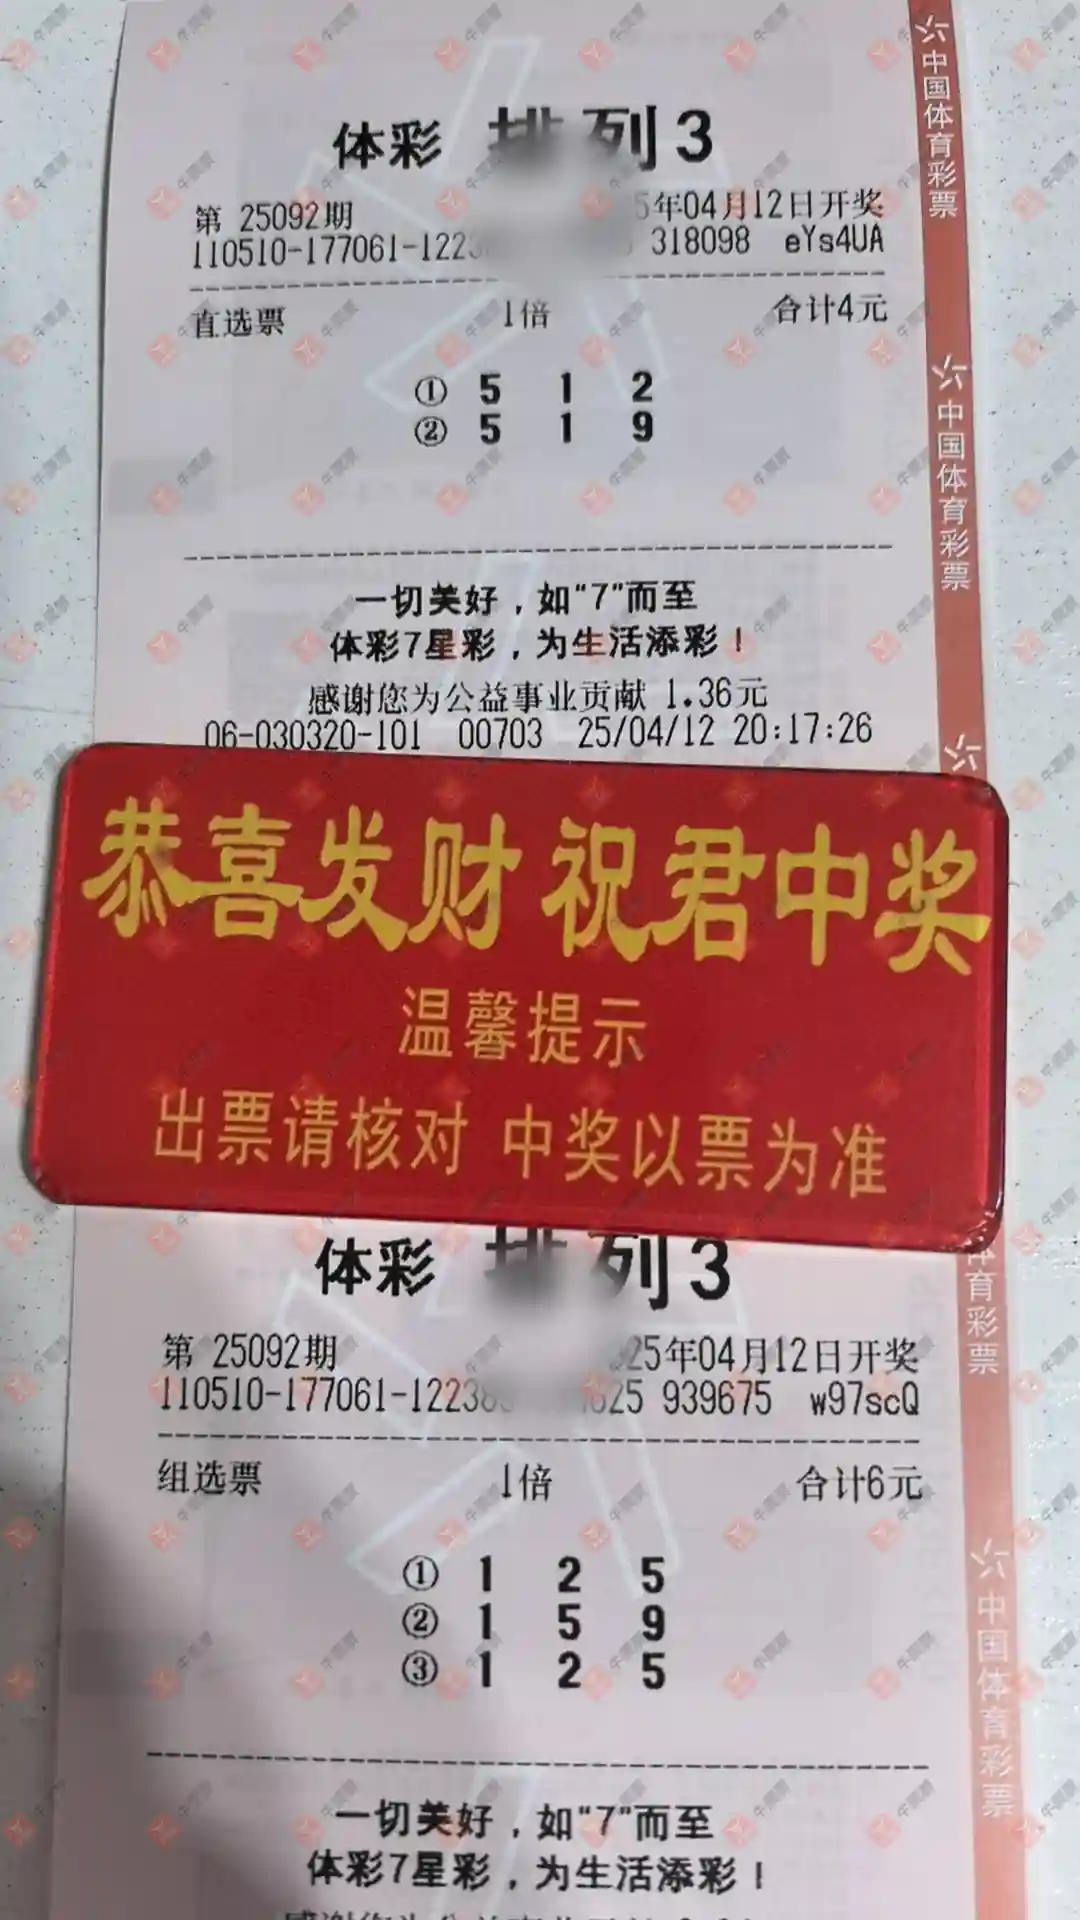 体彩 排列3
第 25092期 5年04月12日开奖
110510-177061-1223 318098 eYs4UA
直选票 1倍 合计4元
① 5 1 2
② 5 1 9
一切美好，如“7”而至
体彩7星彩，为生活添彩！
感谢您为公益事业贡献 1.36元
06-030320-101 00703 25/04/12 20:17:26
恭喜发财 祝君中奖
温馨提示
出票请核对 中奖以票为准
体彩 排列3
第 25092期 25年04月12日开奖
110510-177061-12238 625 939675 w97scQ
组选票 1倍 合计6元
① 1 2 5
② 1 5 9
③ 1 2 5
一切美好，如“7”而至
体彩7星彩，为生活添彩！
中国体育彩票
中国体育彩票
体育彩票
中国体育彩票